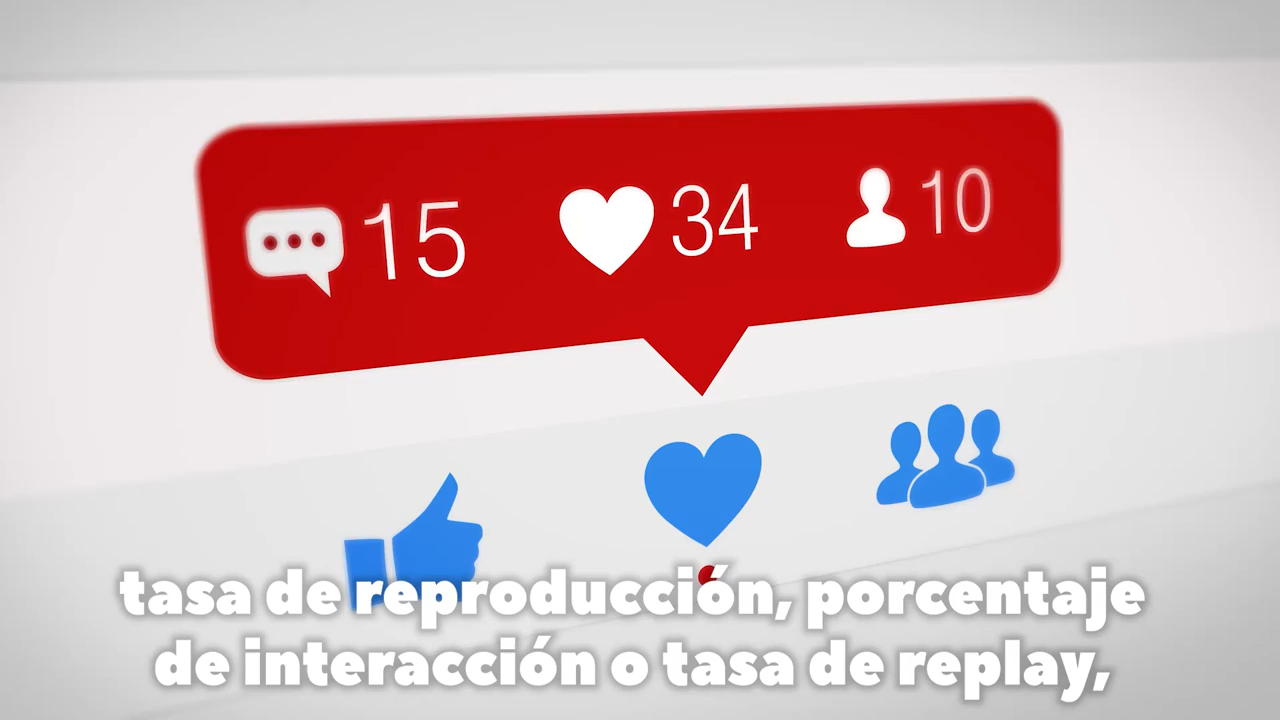 15 34 10
tasa de reproducción, porcentaje
de interacción o tasa de replay,